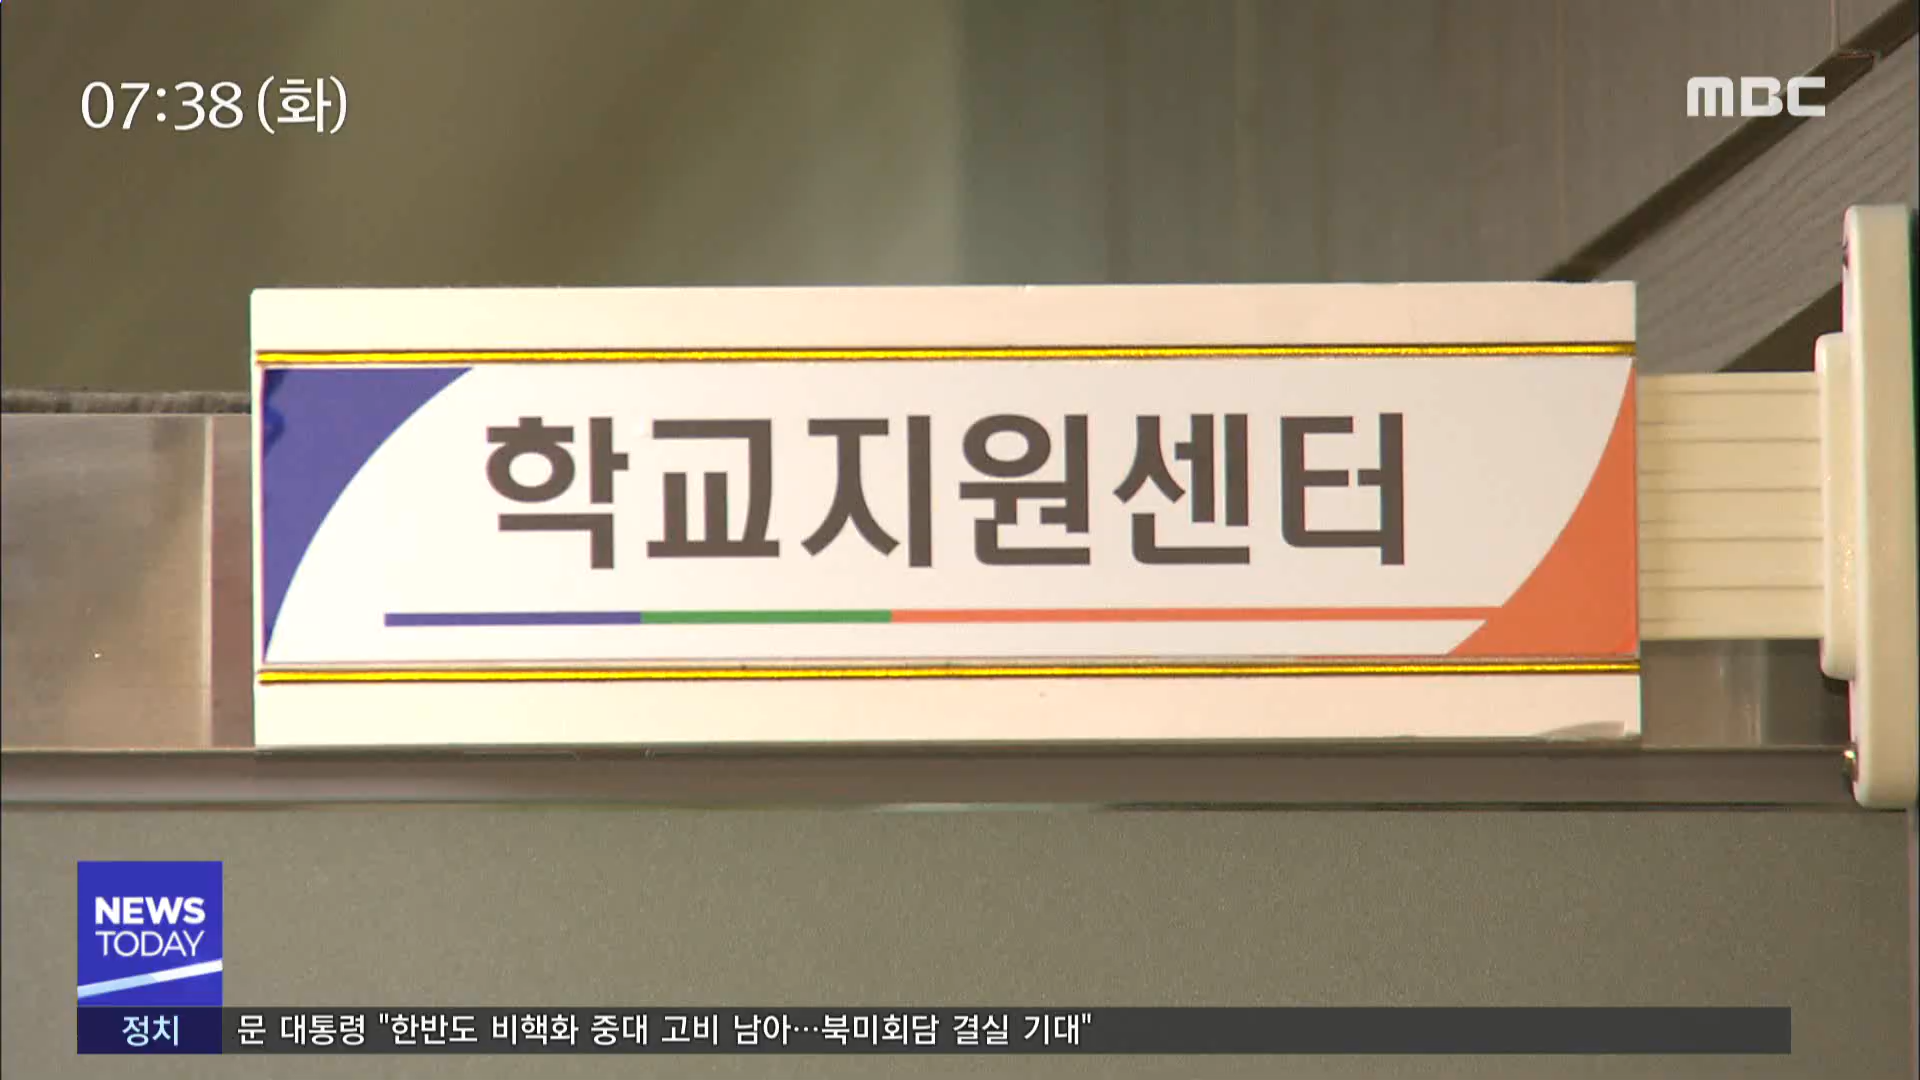 07:38 (화)
MBC
학교지원센터
NEWS
TODAY
정치
문 대통령 "한반도 비핵화 중대 고비 남아…북미회담 결실 기대"